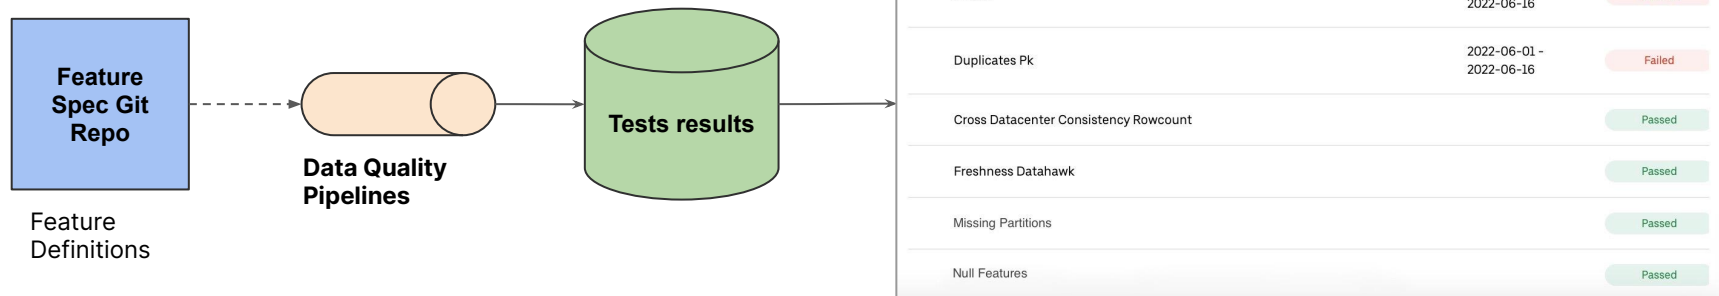 Feature
Spec Git
Repo
Feature
Definitions
Data Quality
Pipelines
Tests results
2022-06-16
Duplicates Pk
2022-06-01 -
2022-06-16
Failed
Cross Datacenter Consistency Rowcount
Passed
Freshness Datahawk
Passed
Missing Partitions
Passed
Null Features
Passed